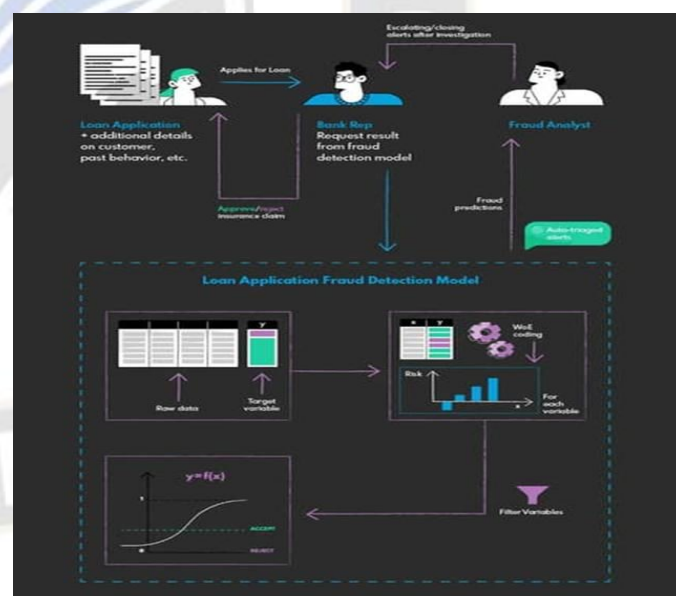 Escalating/closing
alerts after investigation
Applies for Loan
Loan Application
+ additional details
on customer,
past behavior, etc.
Bank Rep
Request result
from fraud
detection model
Fraud Analyst
Approve/reject
insurance claim
Fraud
predictions
Auto-triaged
alerts
Loan Application Fraud Detection Model
y
Raw data
Target
variable
x y
WoE
coding
Risk
x
For
each
variable
y=f(x)
1
ACCEPT
0
REJECT
Filter Variables